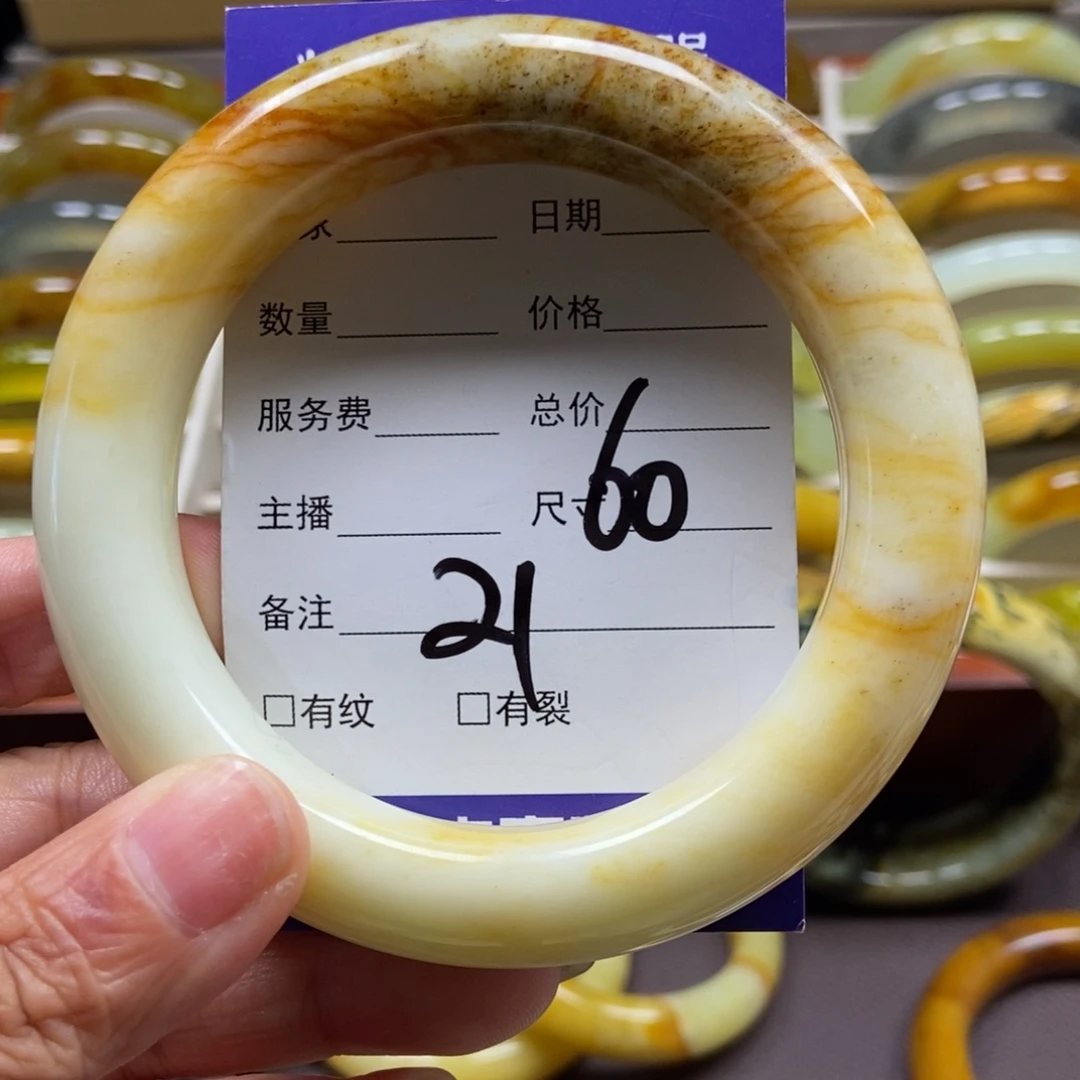 日期
数量 价格
服务费 总价
主播 尺寸 60
备注 21
□有纹 □有裂